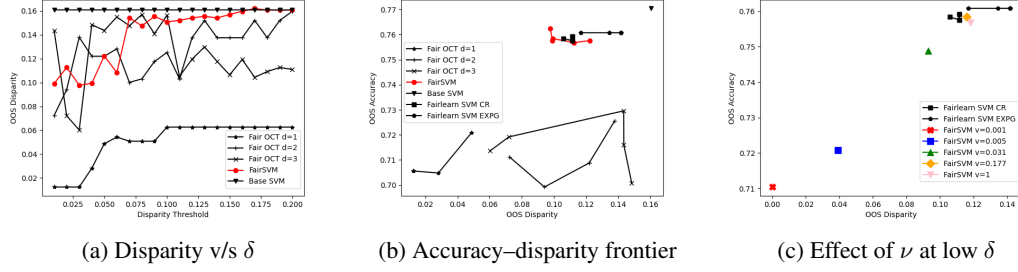 0.16
0.14
0.12
0.10
0.08
0.06
0.04
0.02
OOS Disparity
0.025 0.050 0.075 0.100 0.125 0.150 0.175 0.200
Disparity Threshold
Fair OCT d=1
Fair OCT d=2
Fair OCT d=3
FairSVM
Base SVM
(a) Disparity v/s δ
0.77
0.76
0.75
0.74
0.73
0.72
0.71
0.70
OOS Accuracy
0.02 0.04 0.06 0.08 0.10 0.12 0.14 0.16
OOS Disparity
Fair OCT d=1
Fair OCT d=2
Fair OCT d=3
FairSVM
Base SVM
Fairlearn SVM CR
Fairlearn SVM EXPG
(b) Accuracy–disparity frontier
0.76
0.75
0.74
0.73
0.72
0.71
OOS Accuracy
0.00 0.02 0.04 0.06 0.08 0.10 0.12 0.14
OOS Disparity
Fairlearn SVM CR
Fairlearn SVM EXPG
FairSVM v=0.001
FairSVM v=0.005
FairSVM v=0.031
FairSVM v=0.177
FairSVM v=1
(c) Effect of ν at low δ